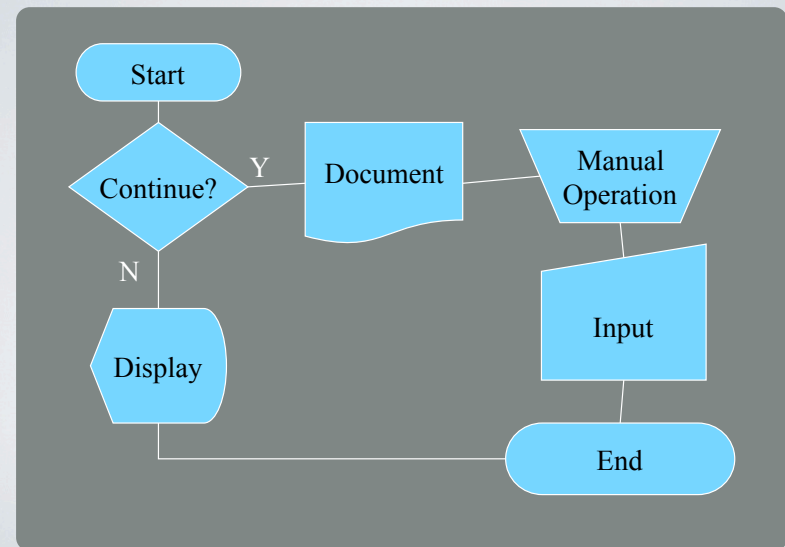 Start
Continue?
Y
Document
Manual
Operation
N
Input
Display
End